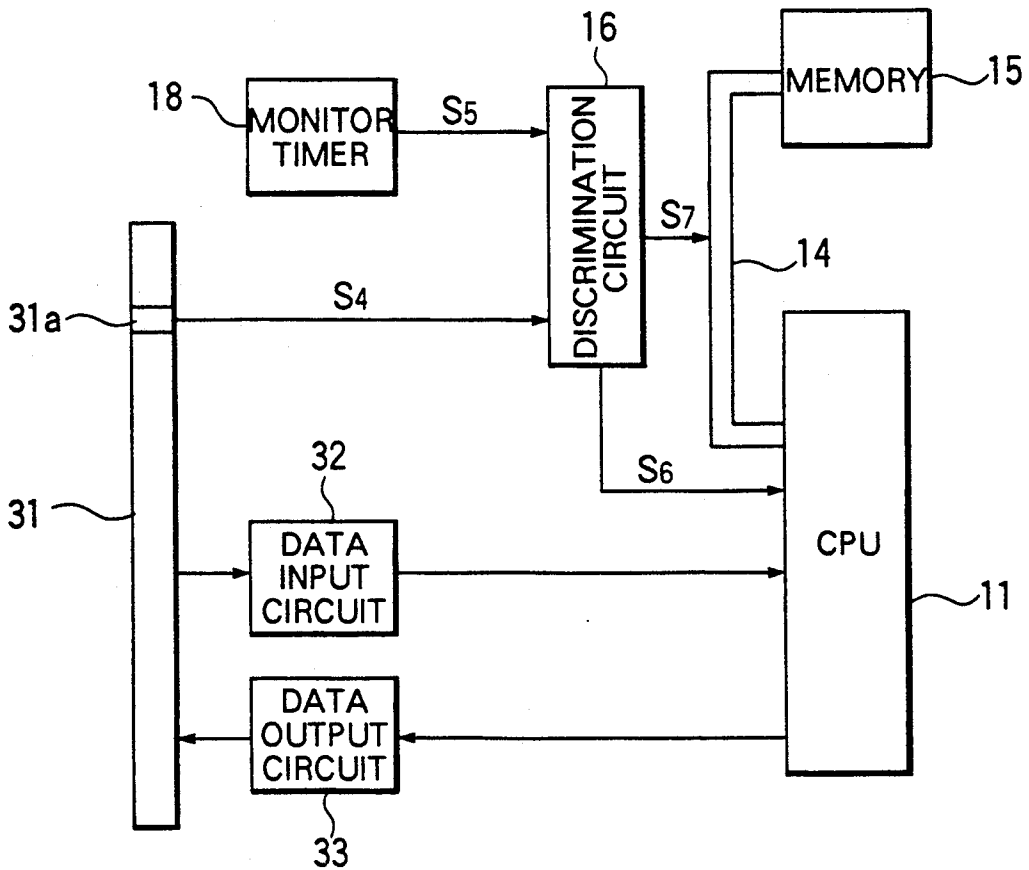 16
MEMORY
15
18
MONITOR
TIMER
S5
DISCRIMINATION
CIRCUIT
S7
14
31a
S4
32
S6
31
DATA
INPUT
CIRCUIT
CPU
11
DATA
OUTPUT
CIRCUIT
33